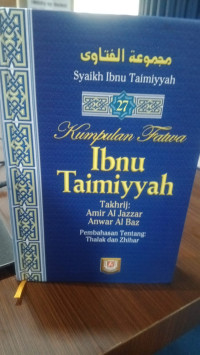 مجموعة الفتاوى
Syaikh Ibnu Taimiyyah
27
Kumpulan Fatwa
Ibnu
Taimiyyah
Takhrij:
Amir Al Jazzar
Anwar Al Baz
Pembahasan Tentang:
Thalak dan Zhihar